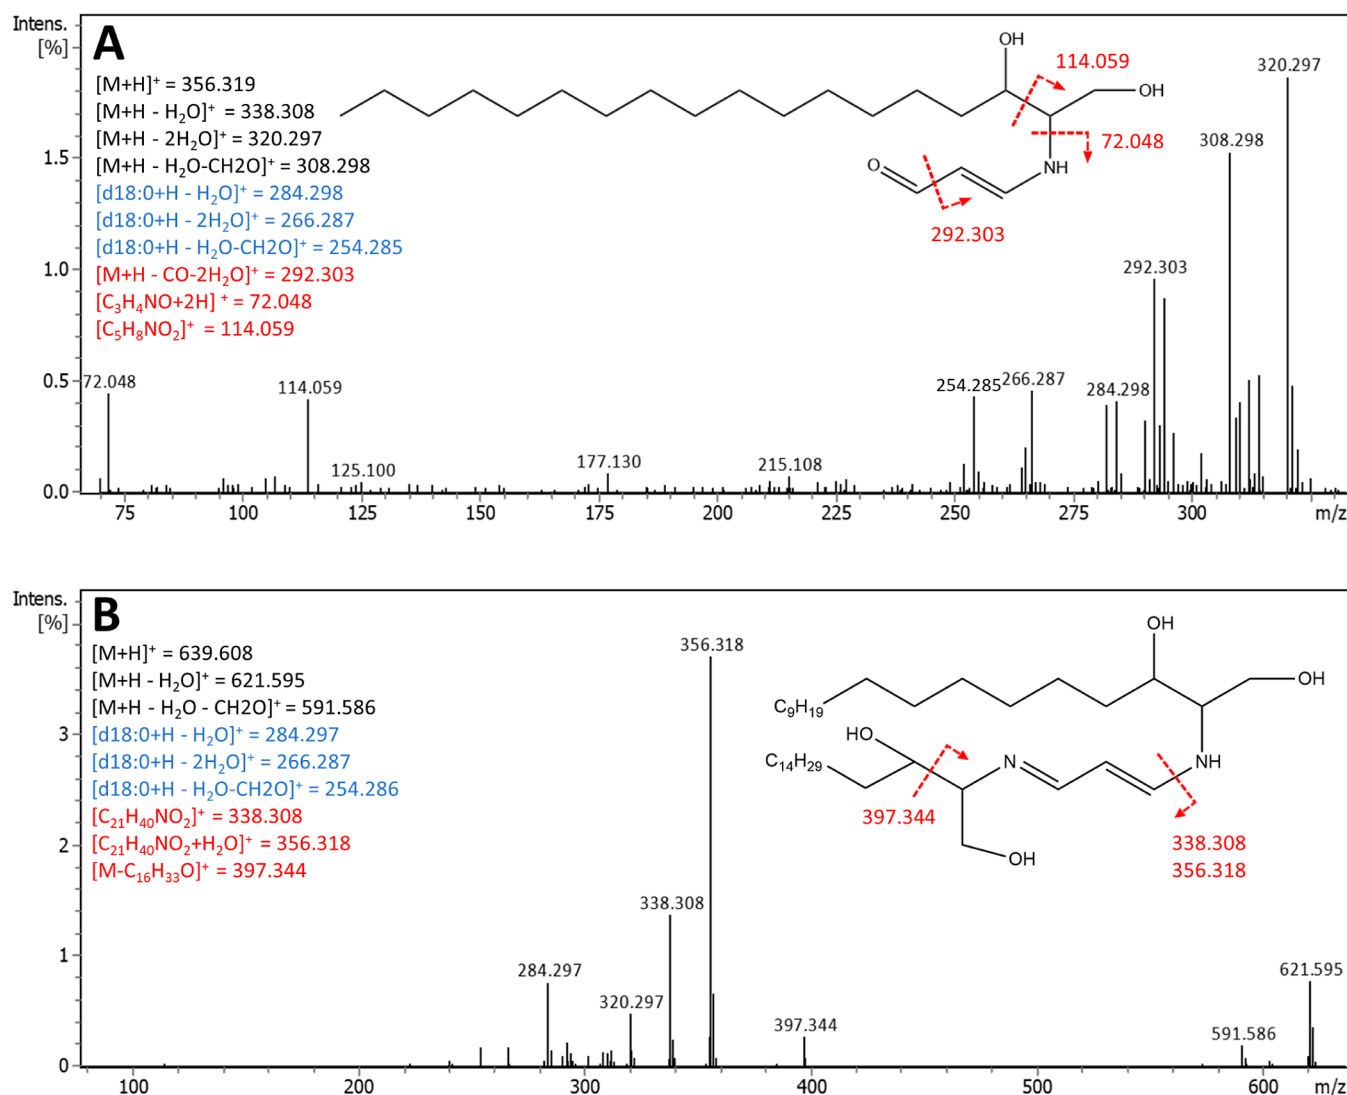 Intens.
[%]
A
[M+H]⁺ = 356.319
[M+H - H₂O]⁺ = 338.308
[M+H - 2H₂O]⁺ = 320.297
[M+H - H₂O-CH2O]⁺ = 308.298
[d18:0+H - H₂O]⁺ = 284.298
[d18:0+H - 2H₂O]⁺ = 266.287
[d18:0+H - H₂O-CH2O]⁺ = 254.285
[M+H - CO-2H₂O]⁺ = 292.303
[C₃H₄NO+2H] ⁺ = 72.048
[C₅H₈NO₂]⁺ = 114.059
OH
114.059
OH
72.048
O
NH
292.303
320.297
308.298
292.303
1.5
1.0
0.5
0.0
72.048
114.059
125.100
177.130
215.108
254.285
266.287
284.298
75
100
125
150
175
200
225
250
275
300
m/z
Intens.
[%]
B
[M+H]⁺ = 639.608
[M+H - H₂O]⁺ = 621.595
[M+H - H₂O - CH2O]⁺ = 591.586
[d18:0+H - H₂O]⁺ = 284.297
[d18:0+H - 2H₂O]⁺ = 266.287
[d18:0+H - H₂O-CH2O]⁺ = 254.286
[C₂₁H₄₀NO₂]⁺ = 338.308
[C₂₁H₄₀NO₂+H₂O]⁺ = 356.318
[M-C₁₆H₃₃O]⁺ = 397.344
356.318
OH
OH
C₉H₁₉
HO
C₁₄H₂₉
N
NH
397.344
OH
338.308
356.318
3
2
1
0
284.297
320.297
338.308
397.344
591.586
621.595
100
200
300
400
500
600
m/z